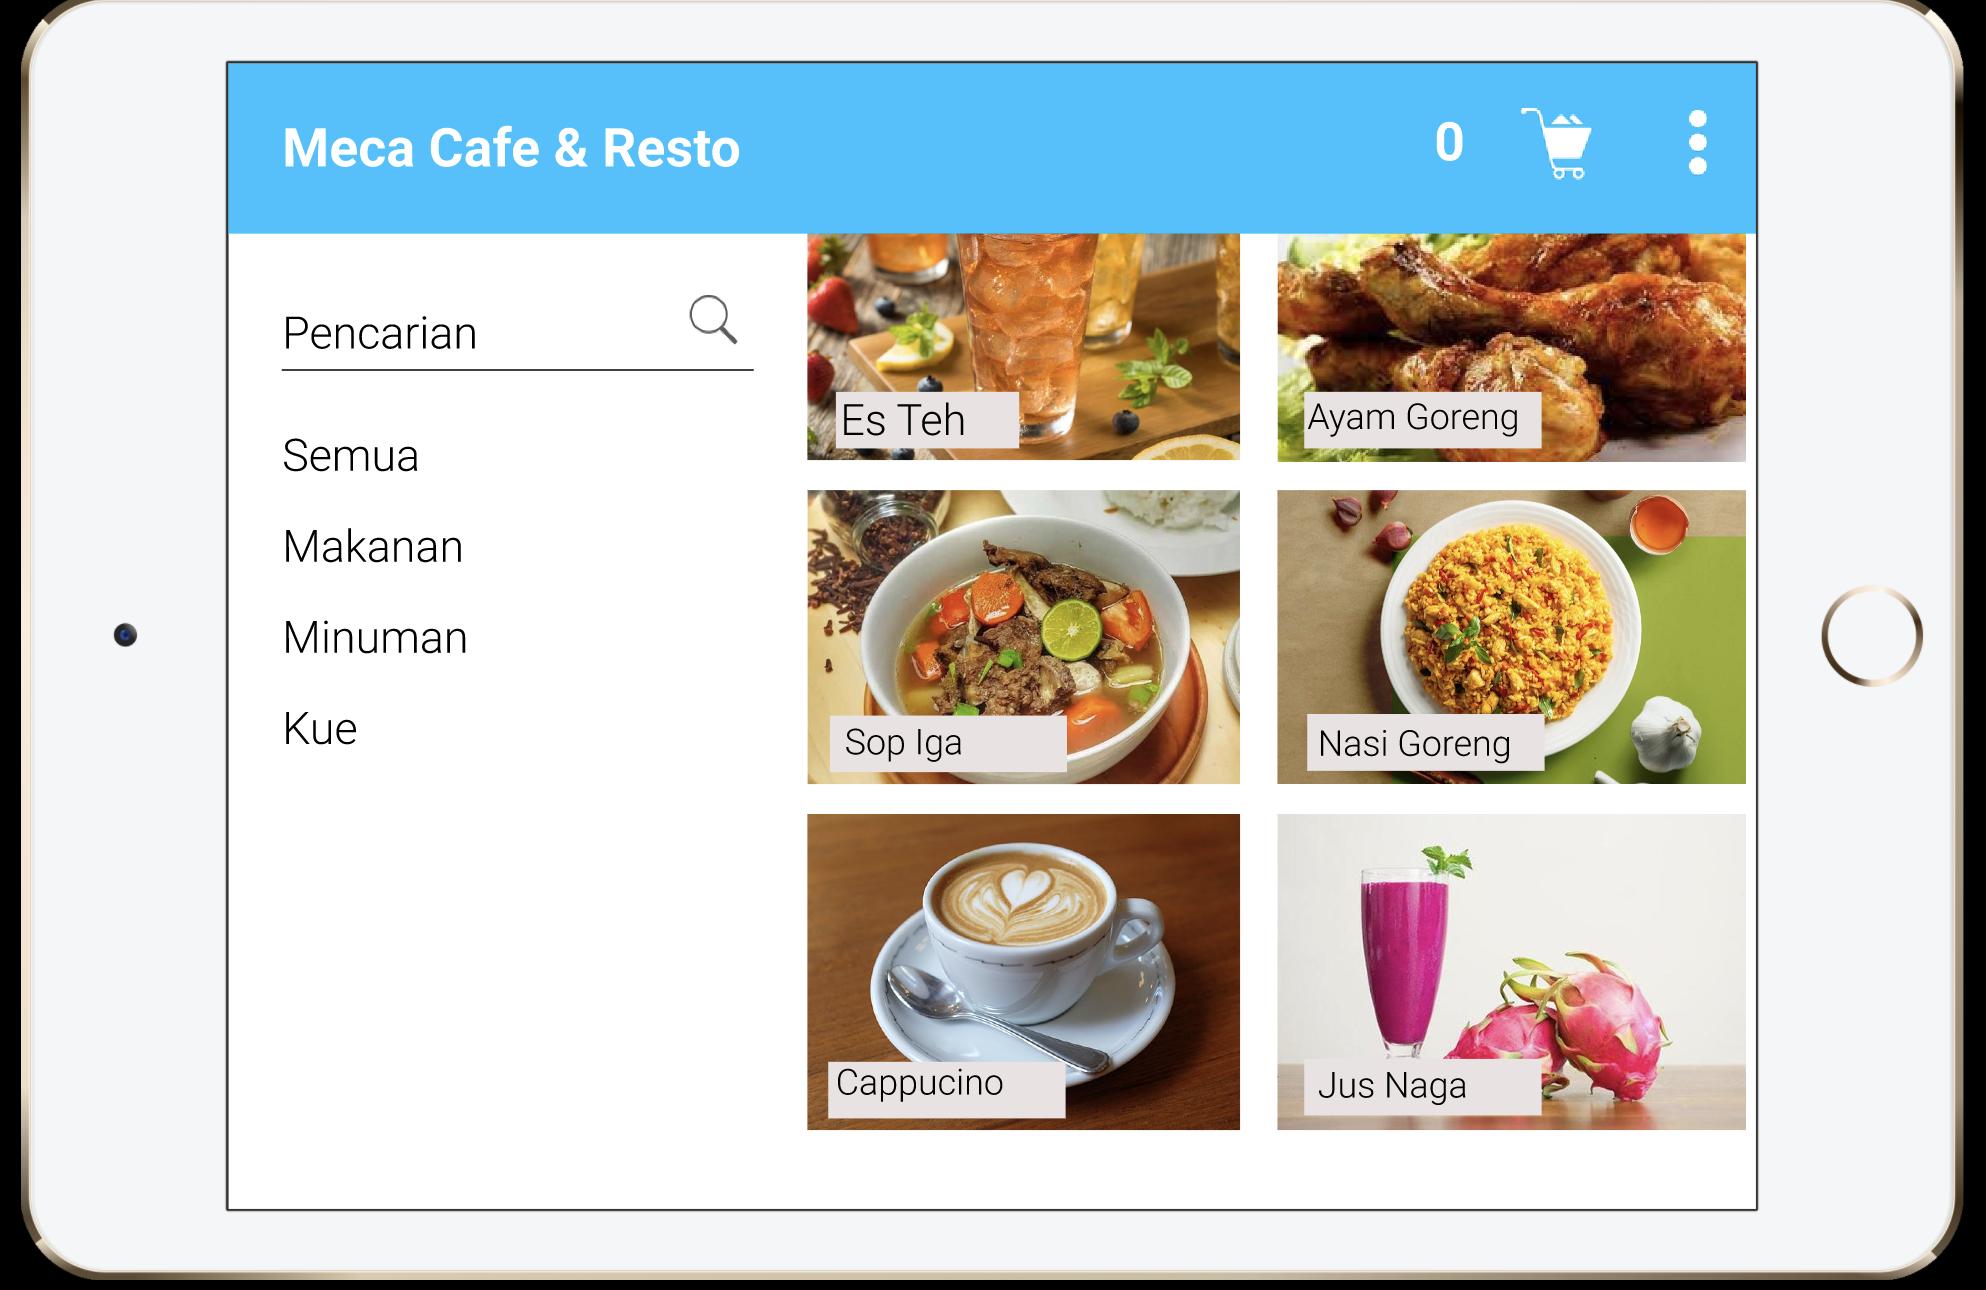 Meca Cafe & Resto
0
Pencarian
Semua
Makanan
Minuman
Kue
Es Teh
Ayam Goreng
Sop Iga
Nasi Goreng
Cappucino
Jus Naga